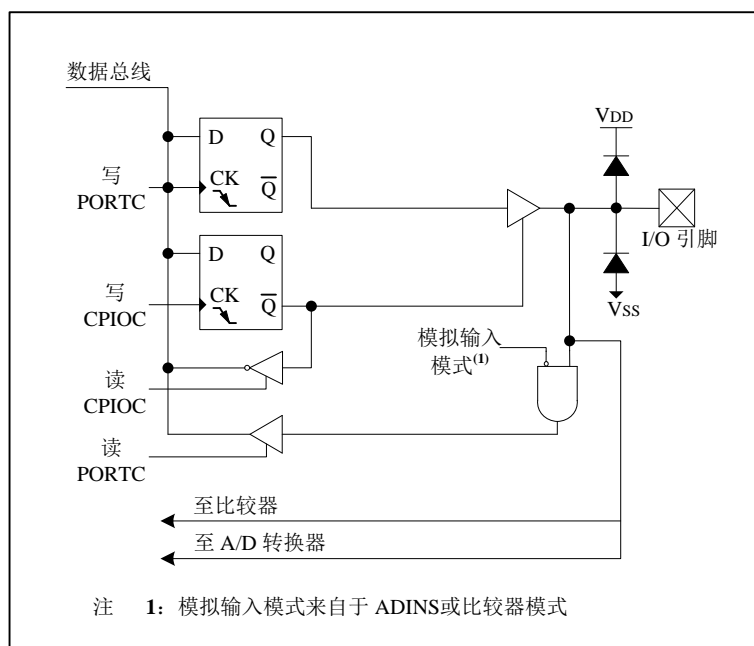 数据总线
D Q
写
PORTC
CK Q
VDD
I/O 引脚
D Q
写
CPIOC
CK Q
VSS
模拟输入
模式(1)
读
CPIOC
读
PORTC
至比较器
至 A/D 转换器
注 1：模拟输入模式来自于 ADINS或比较器模式